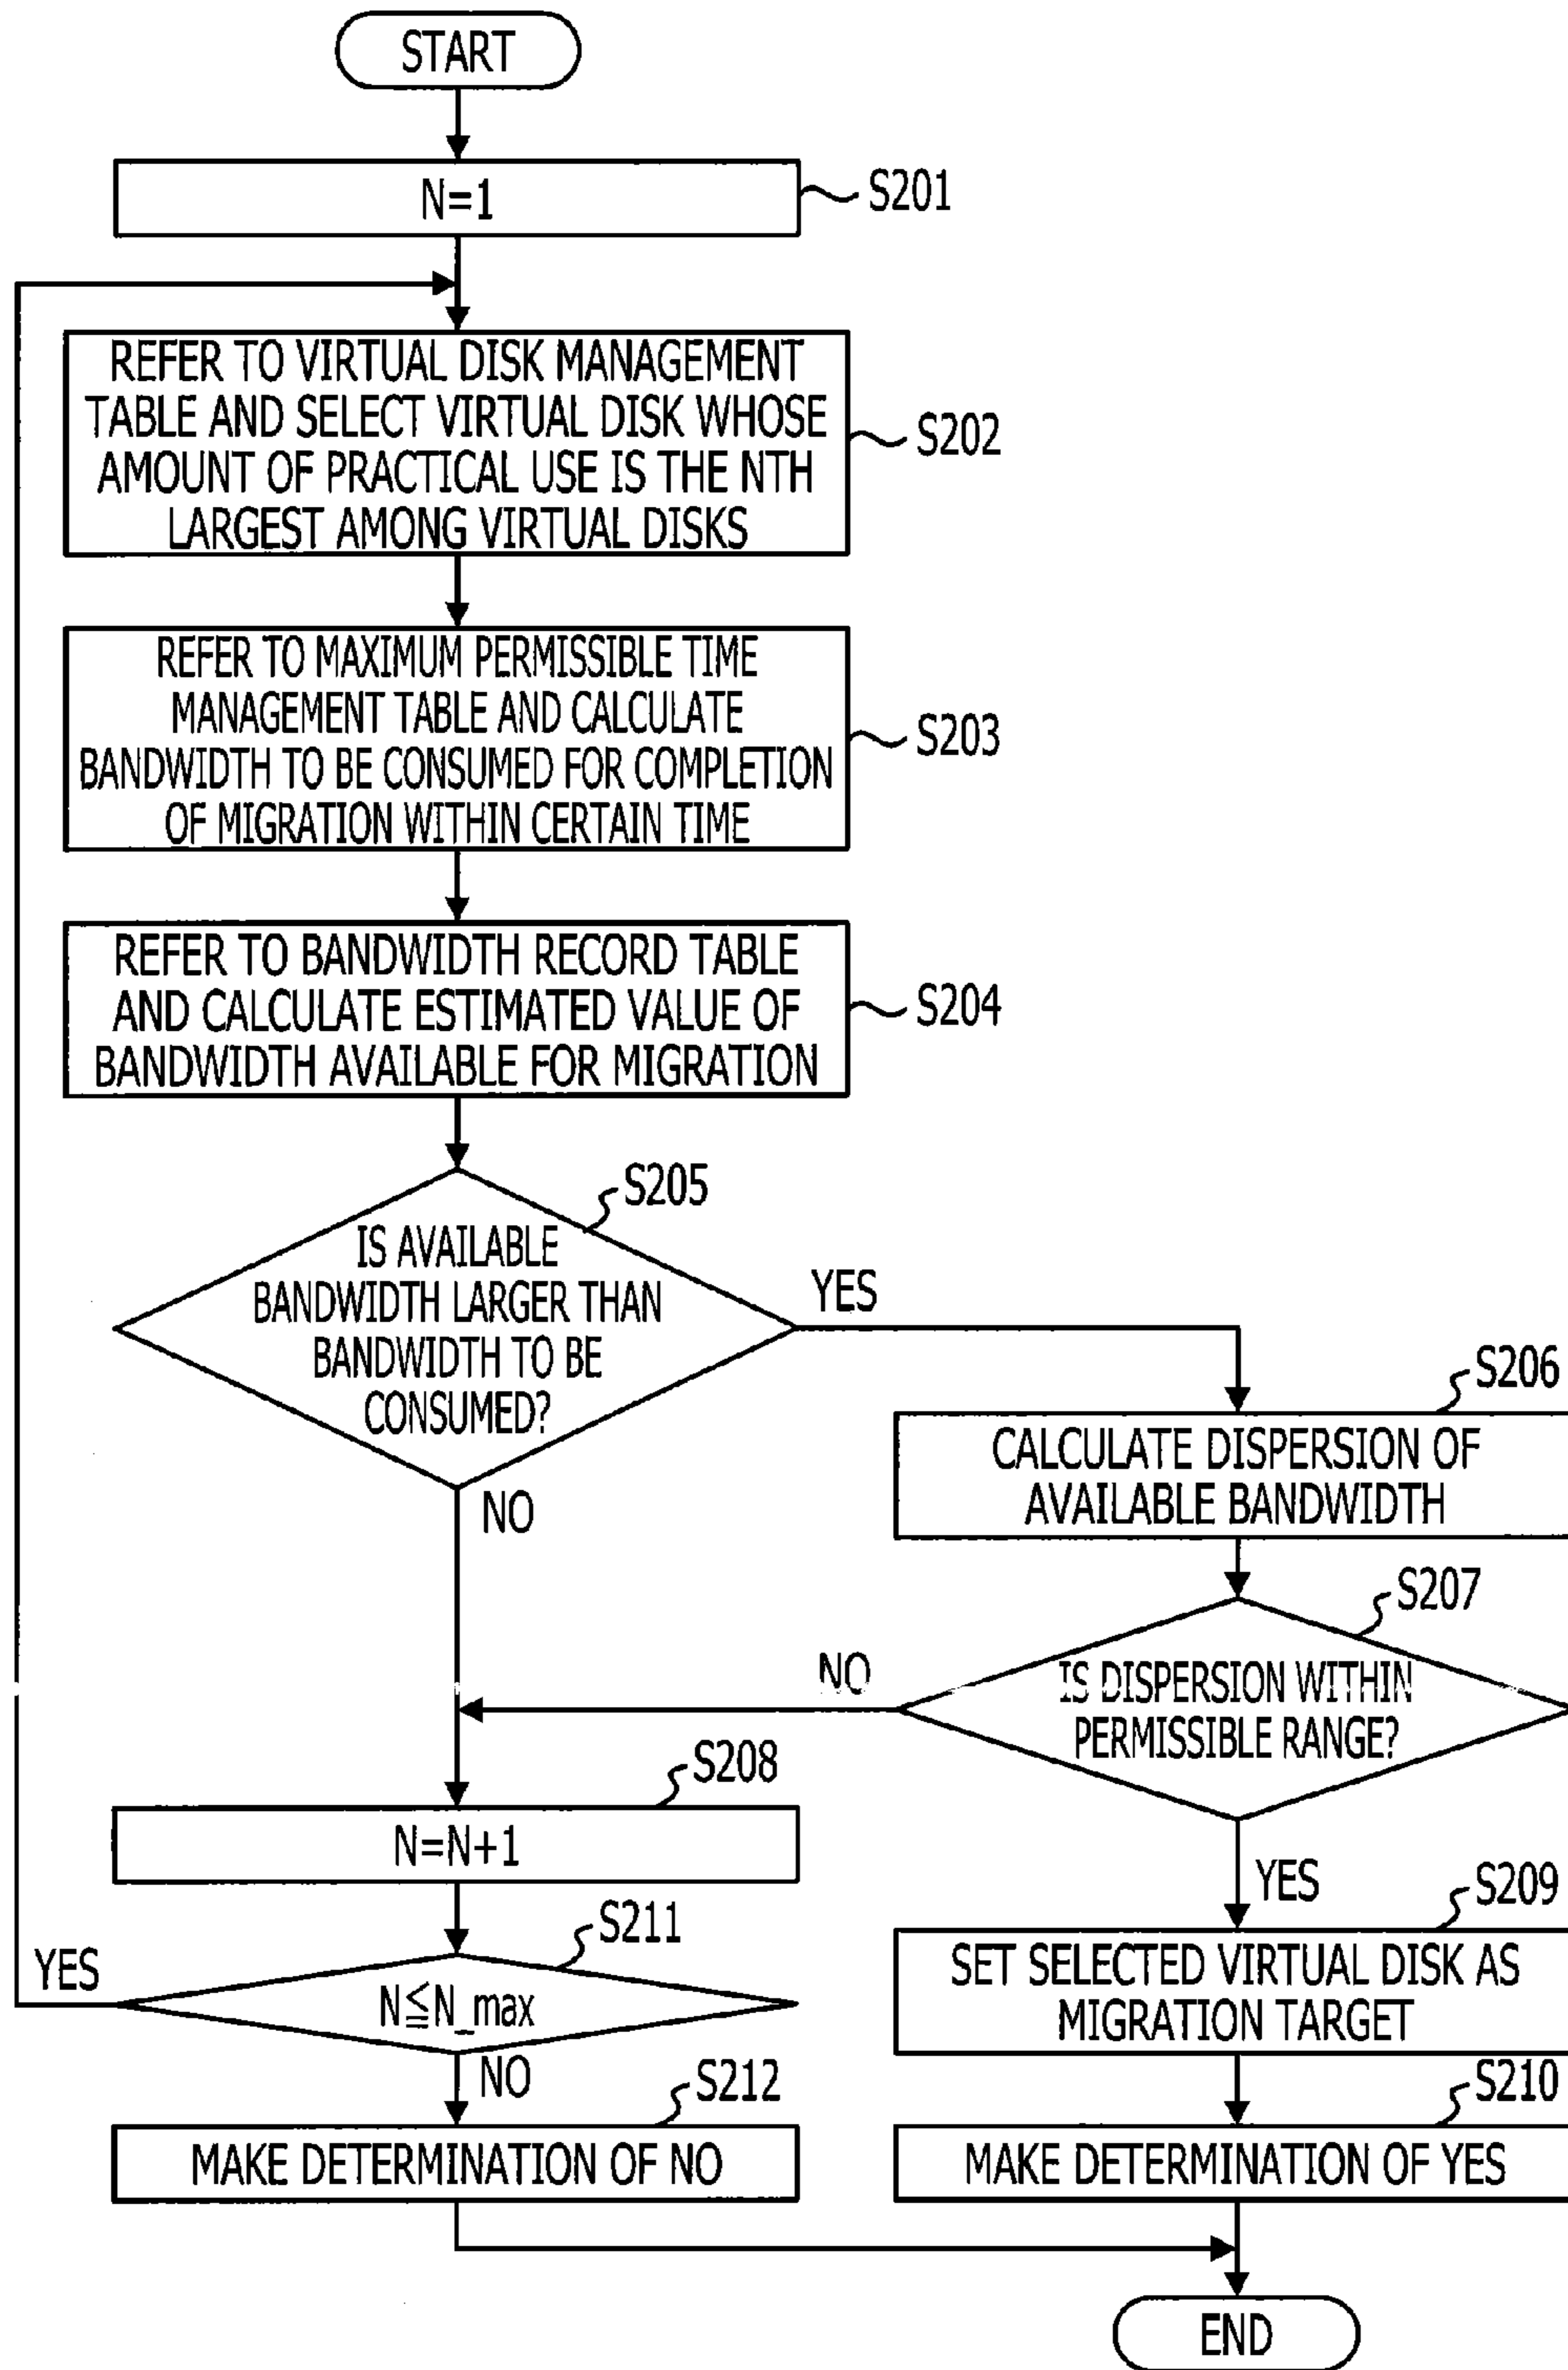 START
N=1
S201
REFER TO VIRTUAL DISK MANAGEMENT
TABLE AND SELECT VIRTUAL DISK WHOSE
AMOUNT OF PRACTICAL USE IS THE NTH
LARGEST AMONG VIRTUAL DISKS
S202
REFER TO MAXIMUM PERMISSIBLE TIME
MANAGEMENT TABLE AND CALCULATE
BANDWIDTH TO BE CONSUMED FOR COMPLETION
OF MIGRATION WITHIN CERTAIN TIME
S203
REFER TO BANDWIDTH RECORD TABLE
AND CALCULATE ESTIMATED VALUE OF
BANDWIDTH AVAILABLE FOR MIGRATION
S204
S205
IS AVAILABLE
BANDWIDTH LARGER THAN
BANDWIDTH TO BE
CONSUMED?
YES
NO
S206
CALCULATE DISPERSION OF
AVAILABLE BANDWIDTH
S207
IS DISPERSION WITHIN
PERMISSIBLE RANGE?
NO
YES
S208
N=N+1
S209
SET SELECTED VIRTUAL DISK AS
MIGRATION TARGET
S211
N≦N_max
YES
NO
S212
MAKE DETERMINATION OF NO
S210
MAKE DETERMINATION OF YES
END